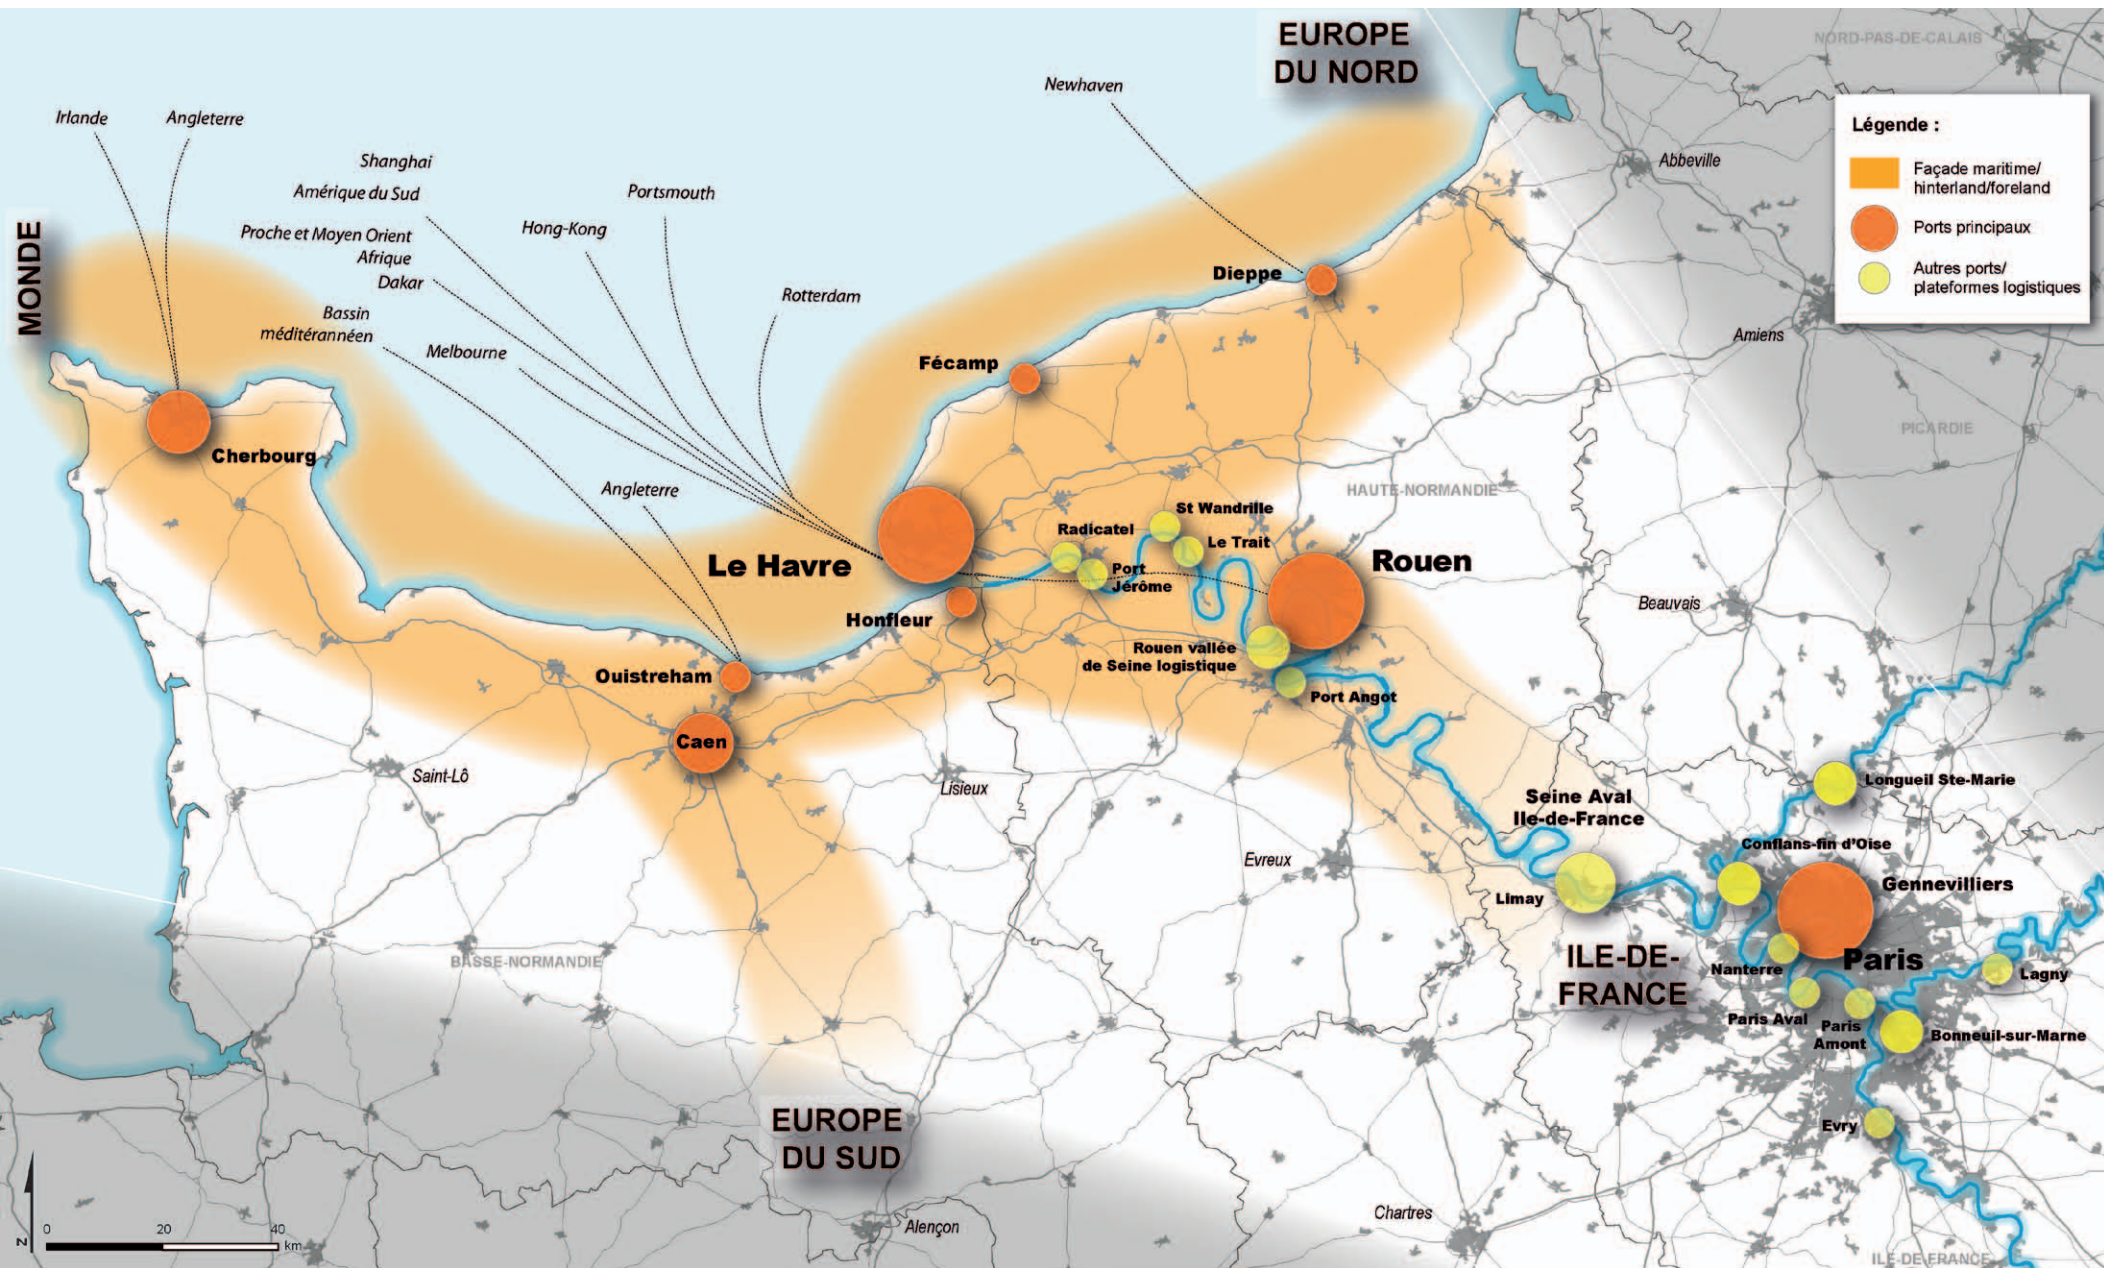 EUROPE
DU NORD
NORD-PAS-DE-CALAIS
Newhaven
Irlande
Angleterre
Légende :
Façade maritime/
hinterland/foreland
Ports principaux
Autres ports/
plateformes logistiques
Shanghai
Amérique du Sud
Portsmouth
Abbeville
MONDE
Proche et Moyen Orient
Afrique
Dakar
Hong-Kong
Bassin
méditérannéen
Rotterdam
Dieppe
Melbourne
Amiens
Fécamp
PICARDIE
Cherbourg
Angleterre
HAUTE-NORMANDIE
St Wandrille
Radicatel
Le Trait
Le Havre
Port
Jérôme
Rouen
Beauvais
Honfleur
Rouen vallée
de Seine logistique
Ouistreham
Port Angot
Caen
Saint-Lô
Lisieux
Longueil Ste-Marie
Seine Aval
Ile-de-France
Conflans-fin d'Oise
Evreux
Gennevilliers
Limay
BASSE-NORMANDIE
ILE-DE-
FRANCE
Paris
Nanterre
Lagny
Paris Aval
Paris
Amont
Bonneuil-sur-Marne
Evry
EUROPE
DU SUD
Alençon
Chartres
ILE-DE-FRANCE
N
0 20 40
km